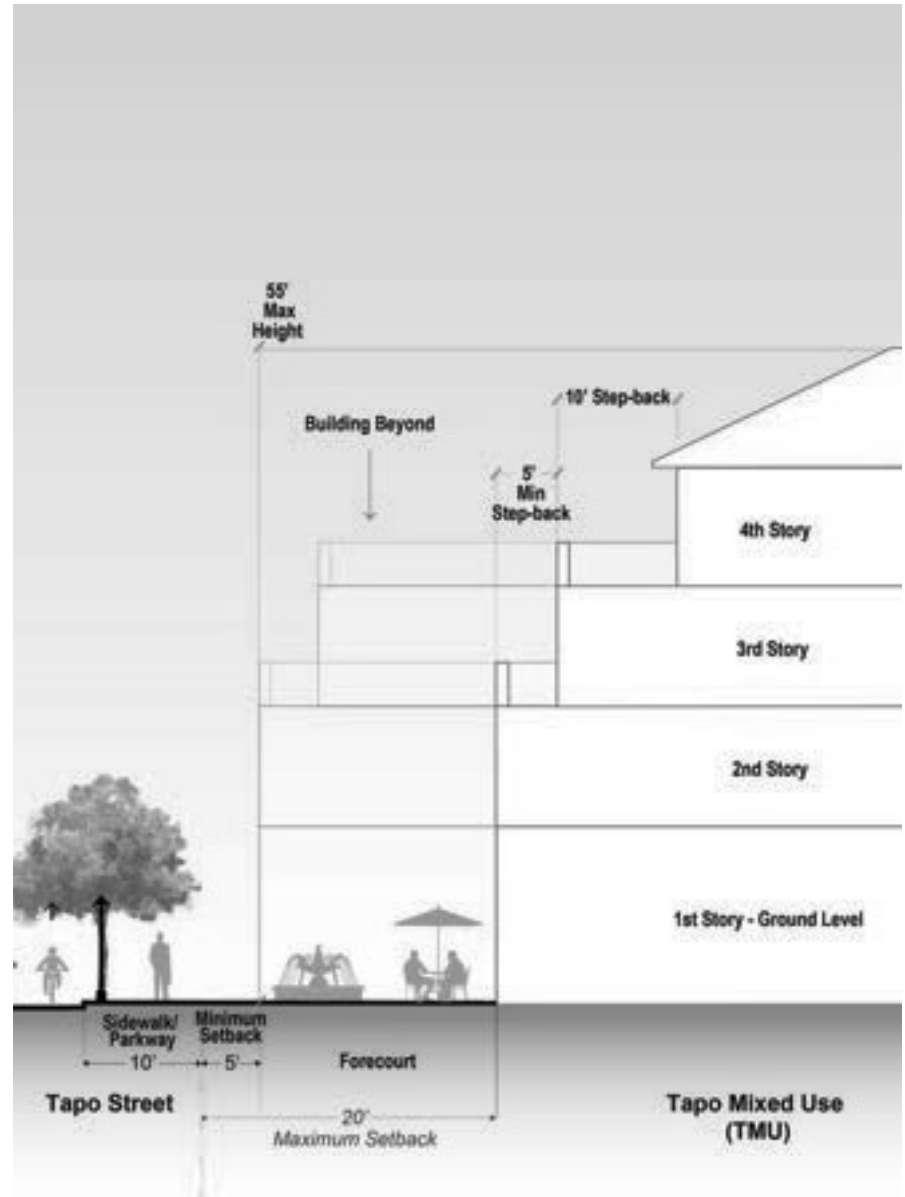 55'
Max
Height
10' Step-back
Building Beyond
5'
Min
Step-back
4th Story
3rd Story
2nd Story
1st Story - Ground Level
Sidewalk/
Parkway
10'
Minimum
Setback
5'
Forecourt
Tapo Street
20'
Maximum Setback
Tapo Mixed Use
(TMU)